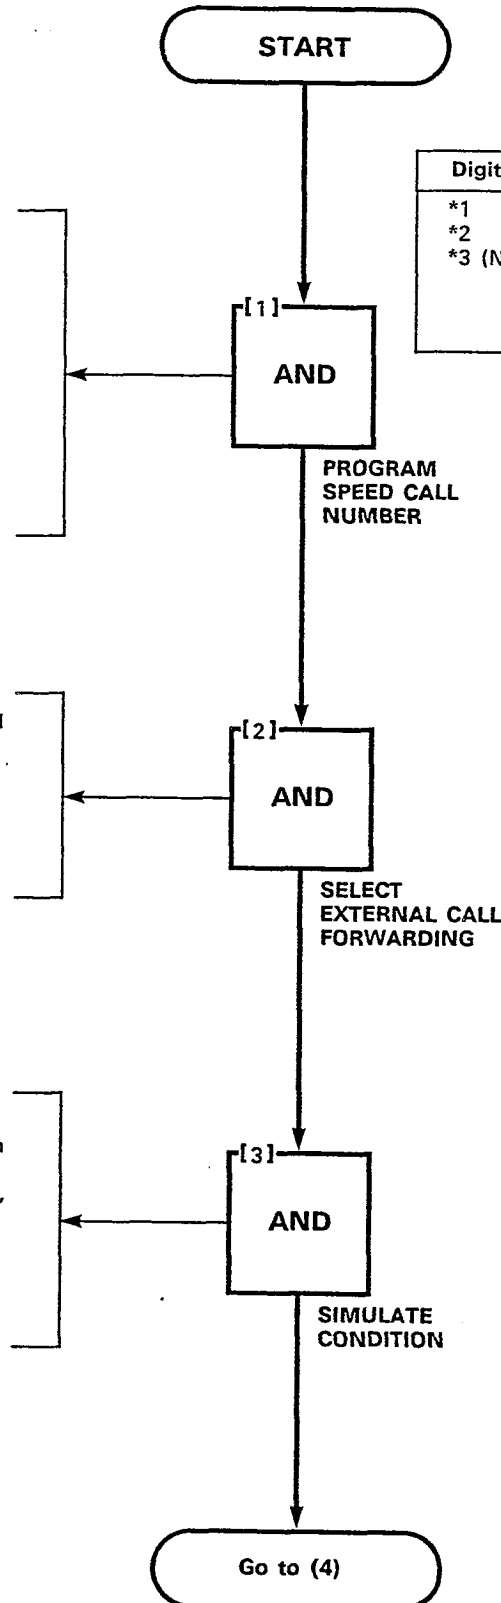 START
Digit
*1
*2
*3 (N
[1]
AND
PROGRAM
SPEED CALL
NUMBER
[2]
AND
SELECT
EXTERNAL CALL
FORWARDING
[3]
AND
SIMULATE
CONDITION
Go to (4)